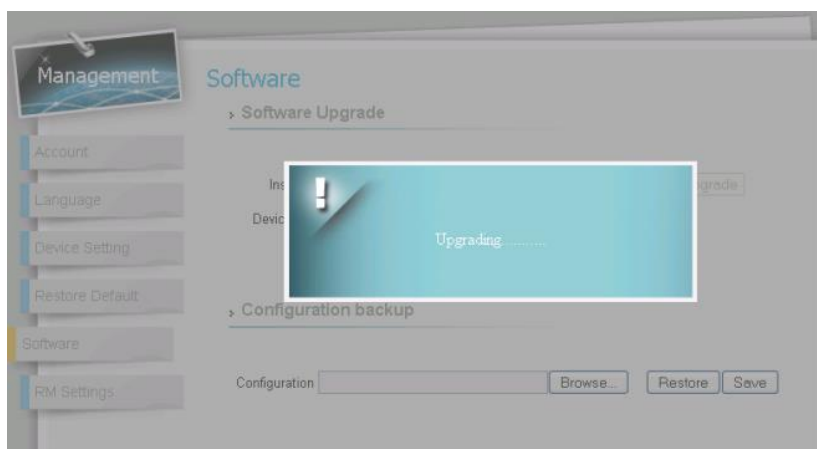 Management
Software
Software Upgrade
Account
Language
Device Setting
Restore Default
Software
RM Settings
!
Upgrading...........
Configuration backup
Configuration
Browse...
Restore
Save